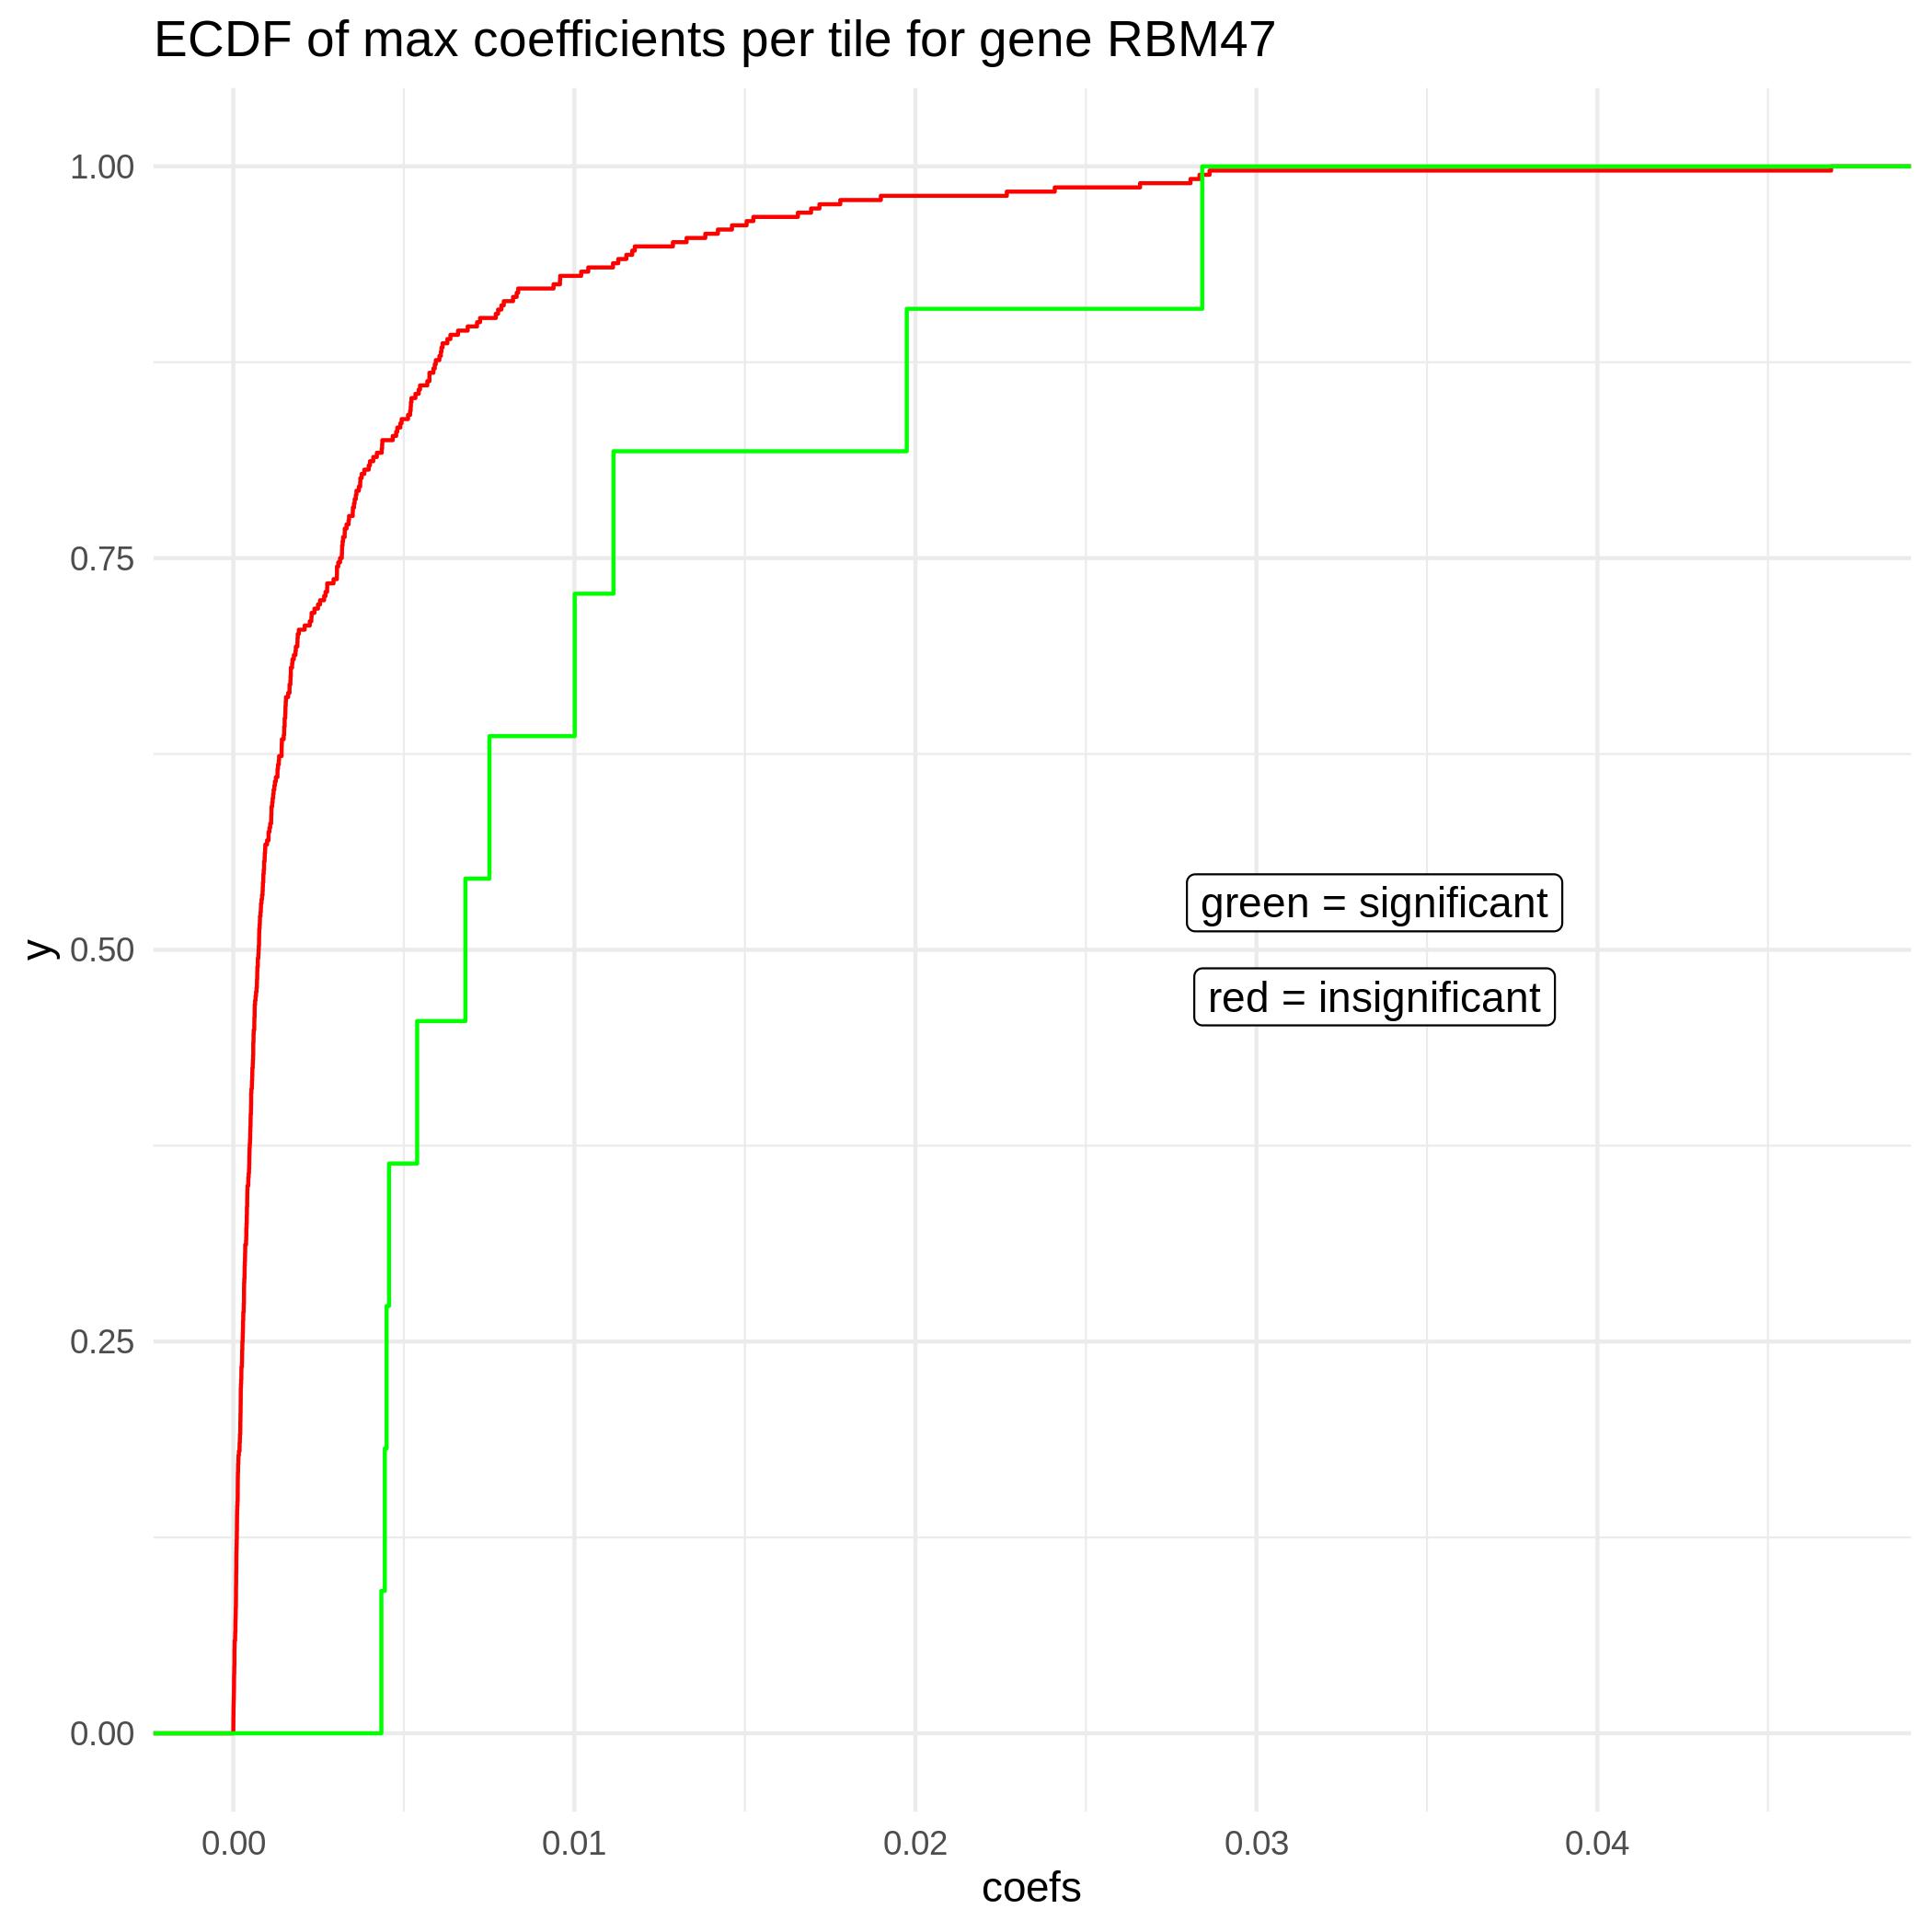 ECDF of max coefficients per tile for gene RBM47
1.00
0.75
0.50
0.25
0.00
y
green = significant
red = insignificant
0.00 0.01 0.02 0.03 0.04
coefs